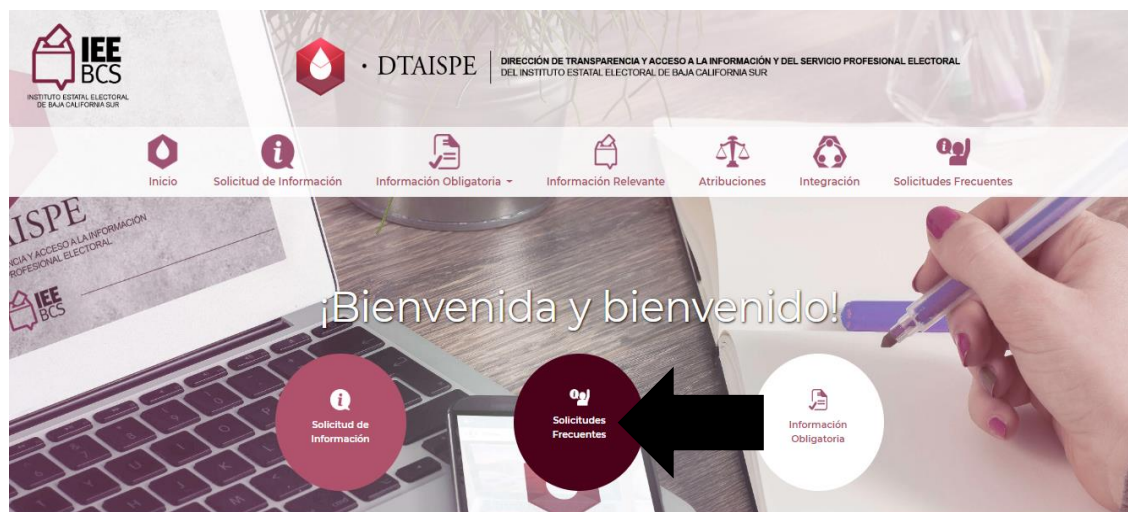 IEE
BCS
INSTITUTO ESTATAL ELECTORAL
DE BAJA CALIFORNIA SUR
· DTAISPE
DIRECCIÓN DE TRANSPARENCIA Y ACCESO A LA INFORMACIÓN Y DEL SERVICIO PROFESIONAL ELECTORAL
DEL INSTITUTO ESTATAL ELECTORAL DE BAJA CALIFORNIA SUR
Inicio
Solicitud de Información
Información Obligatoria
Información Relevante
Atribuciones
Integración
Solicitudes Frecuentes
AISPE
NCIA Y ACCESO A LA INFORMACIÓN
PROFESIONAL ELECTORAL
IEE
BCS
¡Bienvenida y bienvenido!
Solicitud de
Información
Solicitudes
Frecuentes
Información
Obligatoria